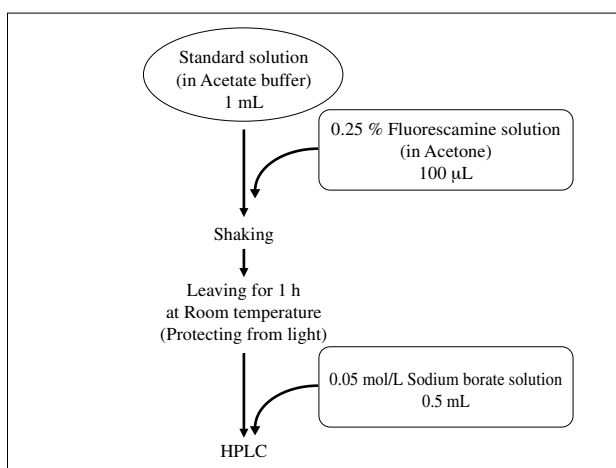 Standard solution
(in Acetate buffer)
1 mL
0.25 % Fluorescamine solution
(in Acetone)
100 µL
Shaking
Leaving for 1 h
at Room temperature
(Protecting from light)
0.05 mol/L Sodium borate solution
0.5 mL
HPLC